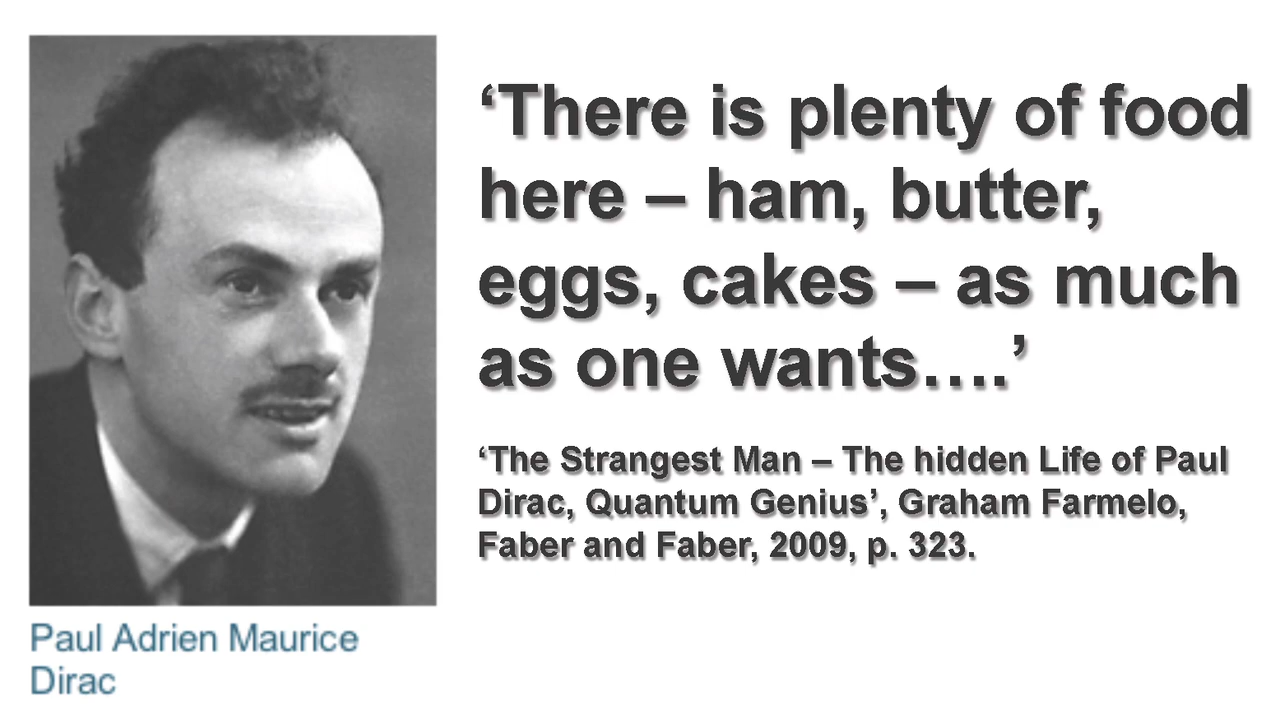 ‘There is plenty of food
here – ham, butter,
eggs, cakes – as much
as one wants….’
‘The Strangest Man – The hidden Life of Paul
Dirac, Quantum Genius’, Graham Farmelo,
Faber and Faber, 2009, p. 323.
Paul Adrien Maurice
Dirac